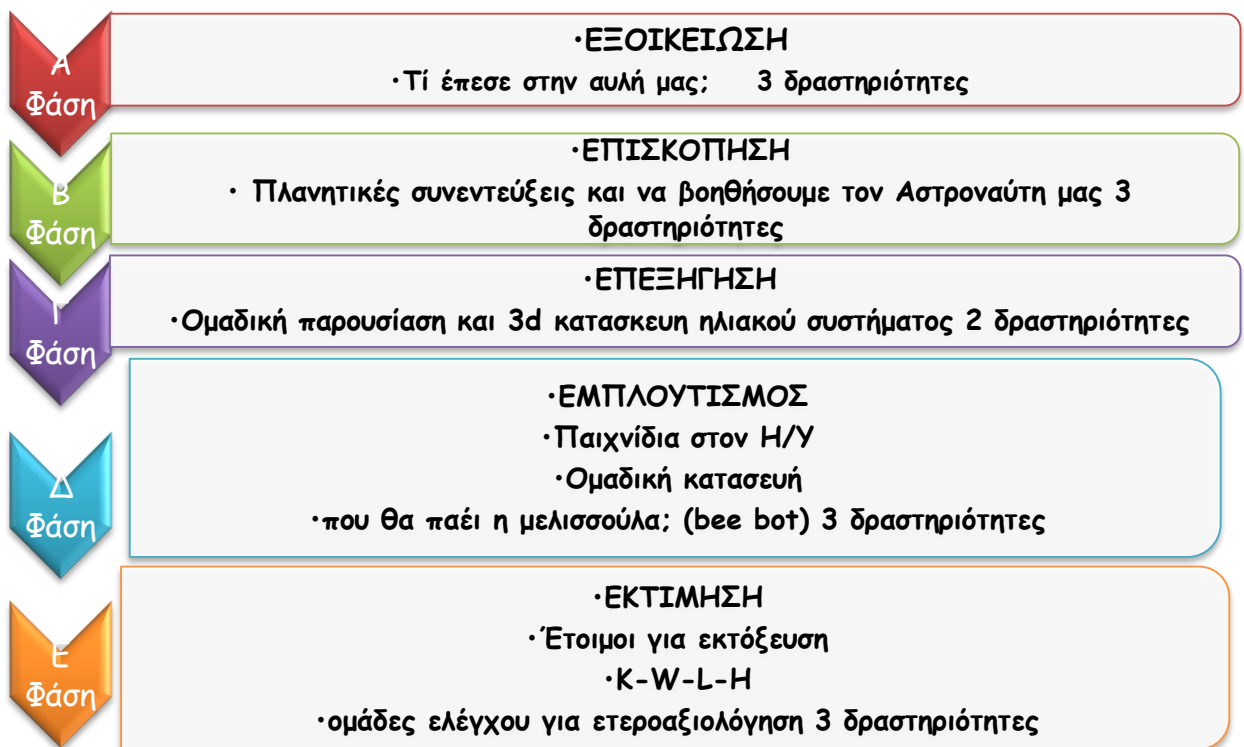 Α
Φάση
·ΕΞΟΙΚΕΙΩΣΗ
·Τί έπεσε στην αυλή μας; 3 δραστηριότητες
Β
Φάση
·ΕΠΙΣΚΟΠΗΣΗ
· Πλανητικές συνεντεύξεις και να βοηθήσουμε τον Αστροναύτη μας 3
δραστηριότητες
Γ
Φάση
·ΕΠΕΞΗΓΗΣΗ
·Ομαδική παρουσίαση και 3d κατασκευη ηλιακού συστήματος 2 δραστηριότητες
Δ
Φάση
·ΕΜΠΛΟΥΤΙΣΜΟΣ
·Παιχνίδια στον Η/Υ
·Ομαδική κατασευή
·που θα παέι η μελισσούλα; (bee bot) 3 δραστηριότητες
Ε
Φάση
·ΕΚΤΙΜΗΣΗ
·Έτοιμοι για εκτόξευση
·K-W-L-H
·ομάδες ελέγχου για ετεροαξιολόγηση 3 δραστηριότητες